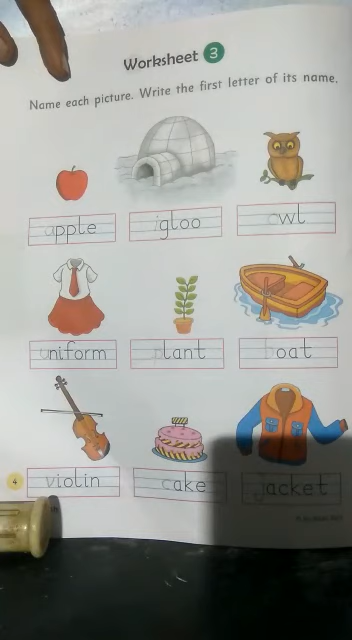 Worksheet 3
Name each picture. Write the first letter of its name.
apple igloo owl
uniform plant boat
violin cake jacket
4